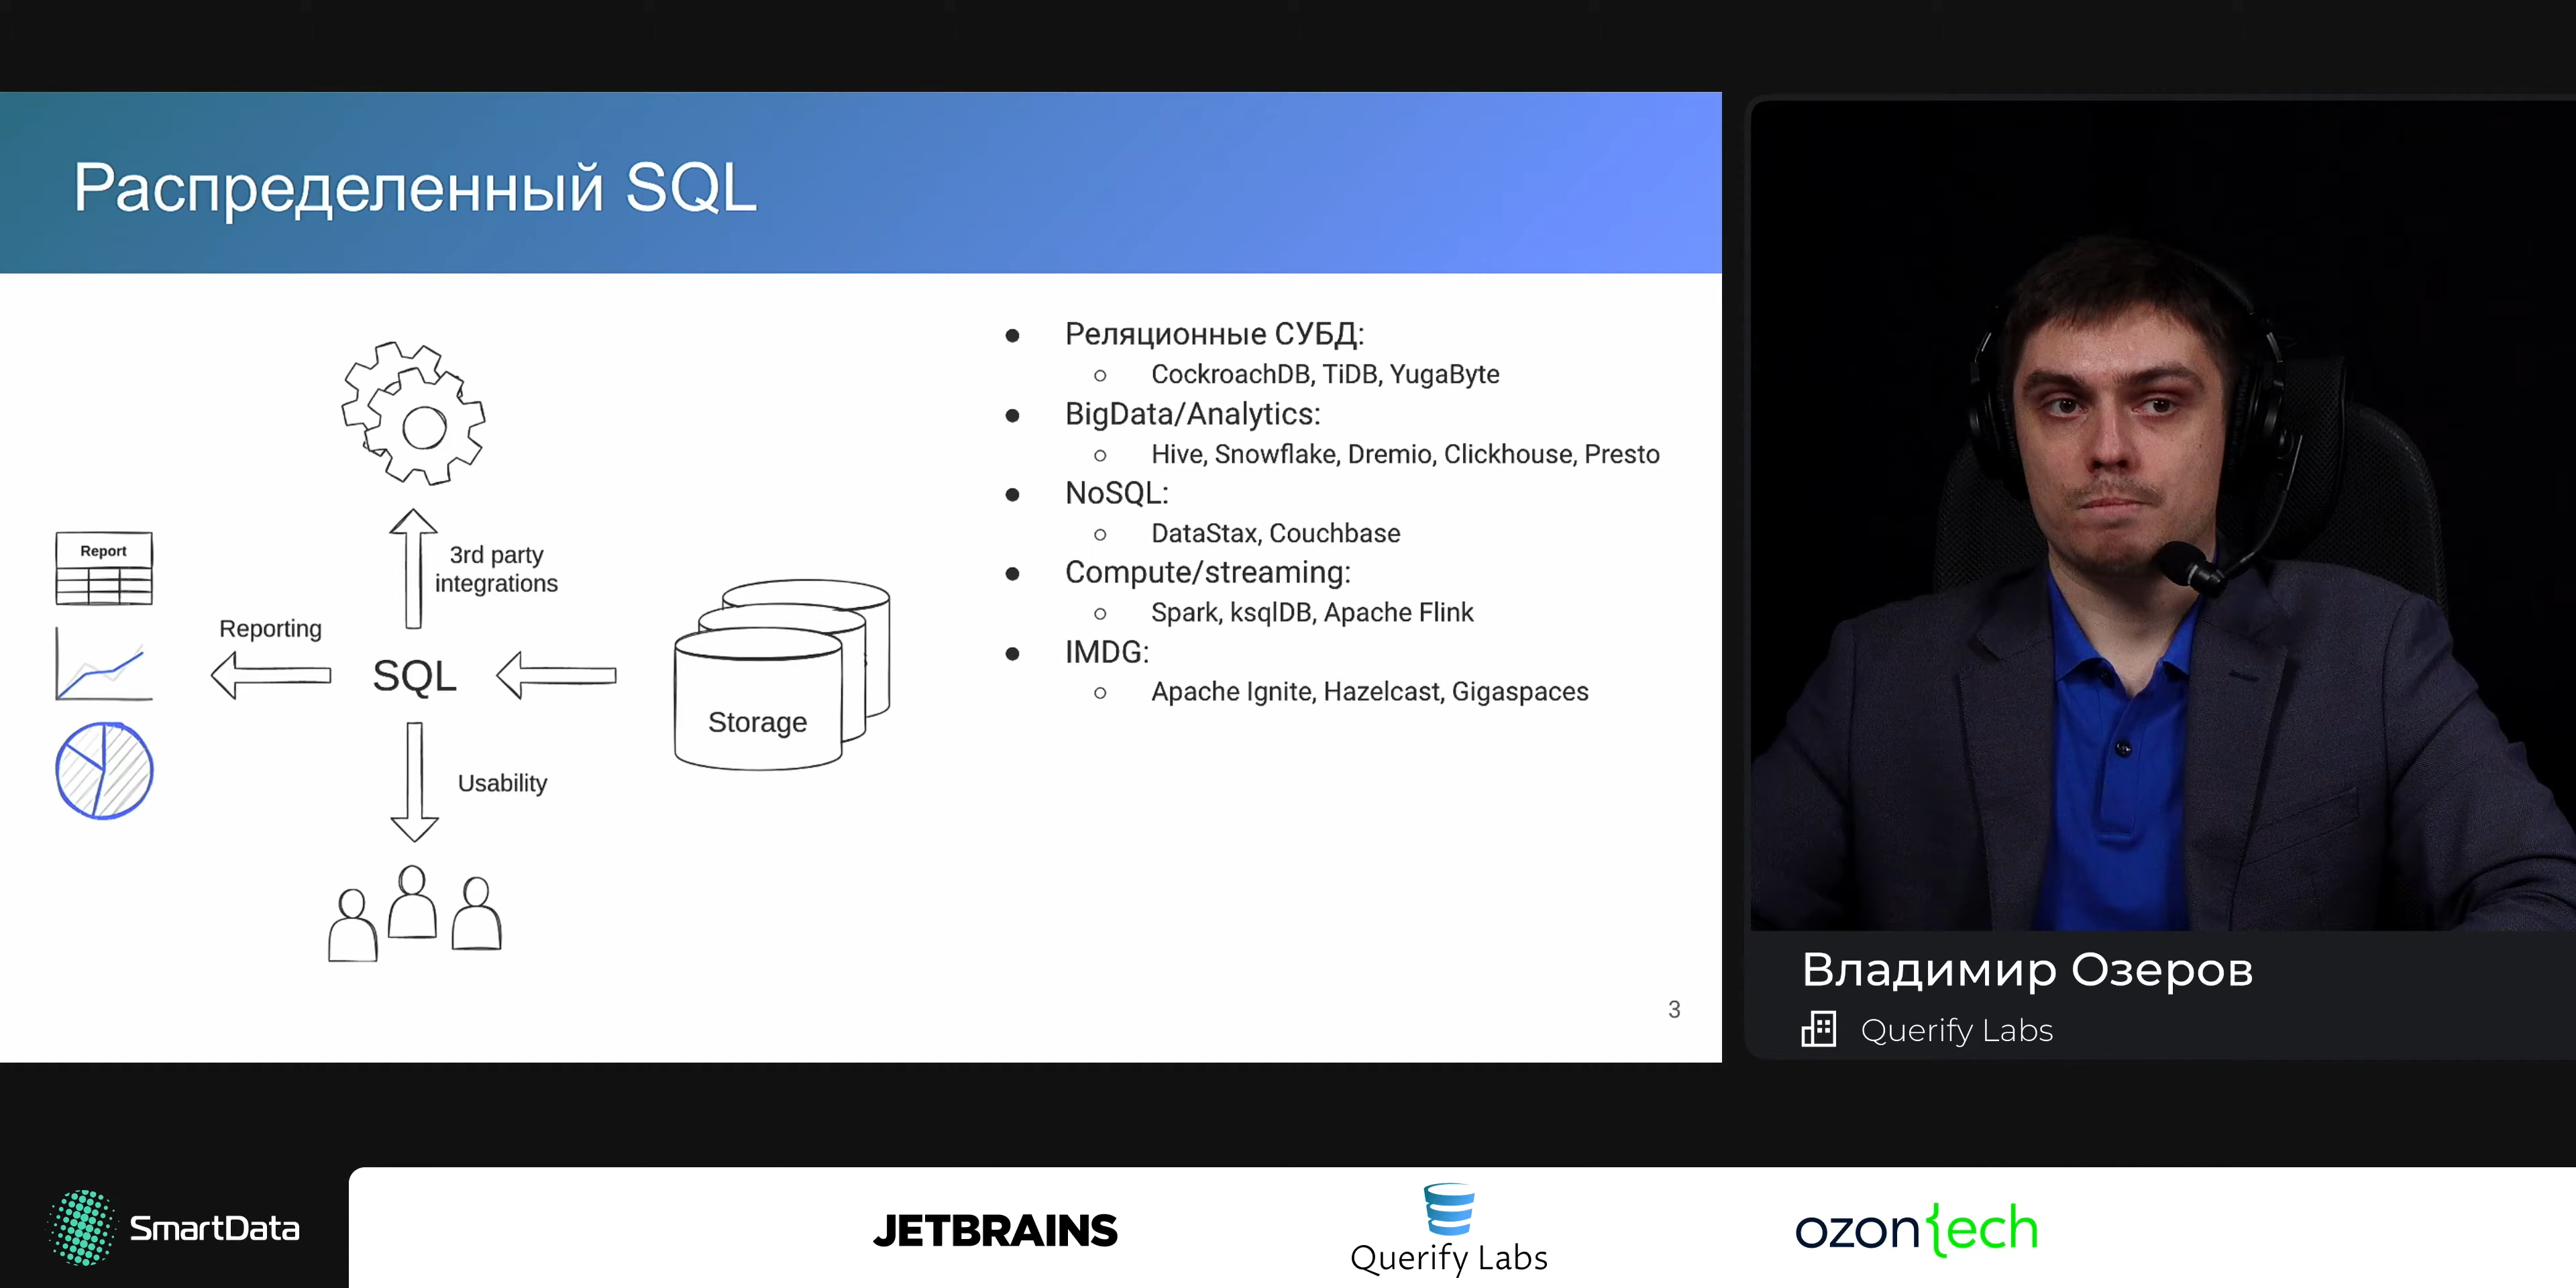 Распределенный SQL
Report
Reporting
3rd party
integrations
SQL
Usability
Storage
● Реляционные СУБД:
○ CockroachDB, TiDB, YugaByte
● BigData/Analytics:
○ Hive, Snowflake, Dremio, Clickhouse, Presto
● NoSQL:
○ DataStax, Couchbase
● Compute/streaming:
○ Spark, ksqlDB, Apache Flink
● IMDG:
○ Apache Ignite, Hazelcast, Gigaspaces
3
Владимир Озеров
Querify Labs
SmartData
JETBRAINS
Querify Labs
ozon{ech